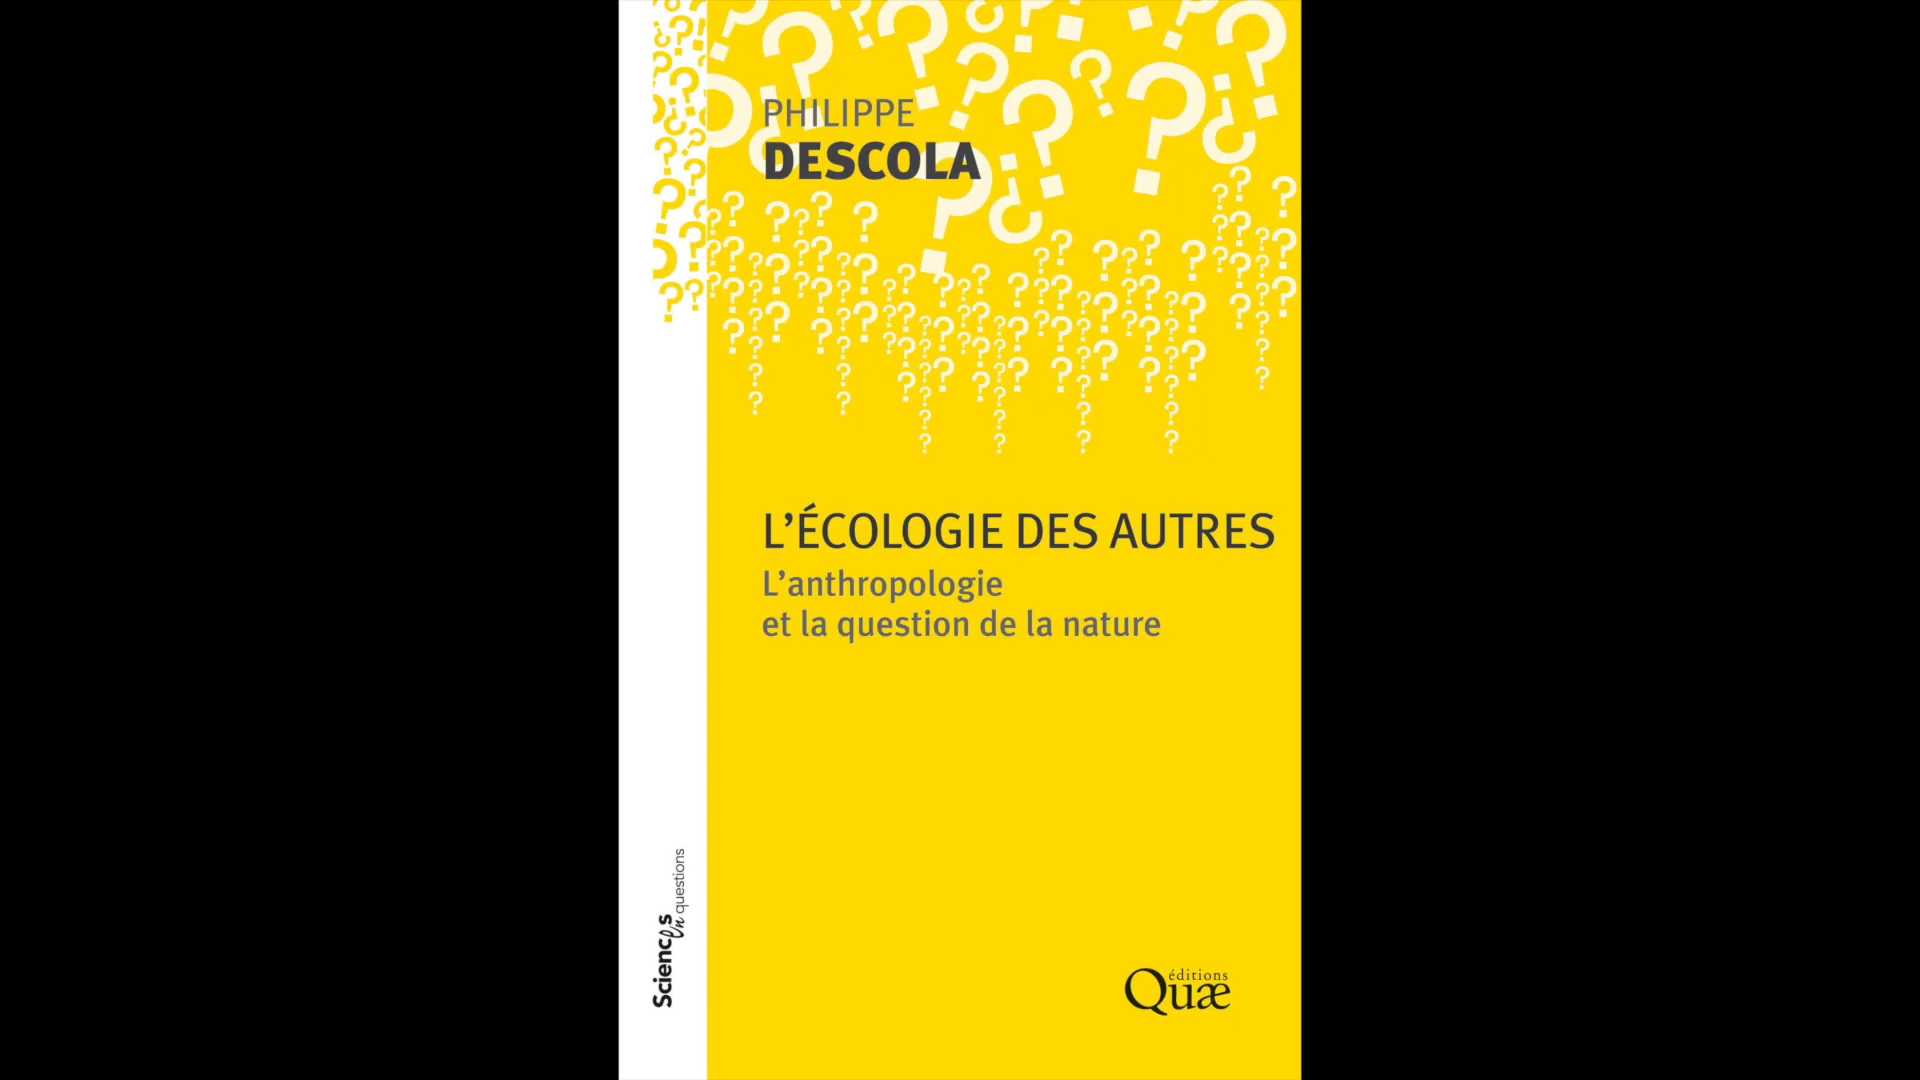 PHILIPPE
DESCOLA
L’ÉCOLOGIE DES AUTRES
L’anthropologie
et la question de la nature
Sciences
en questions
éditions
Quæ